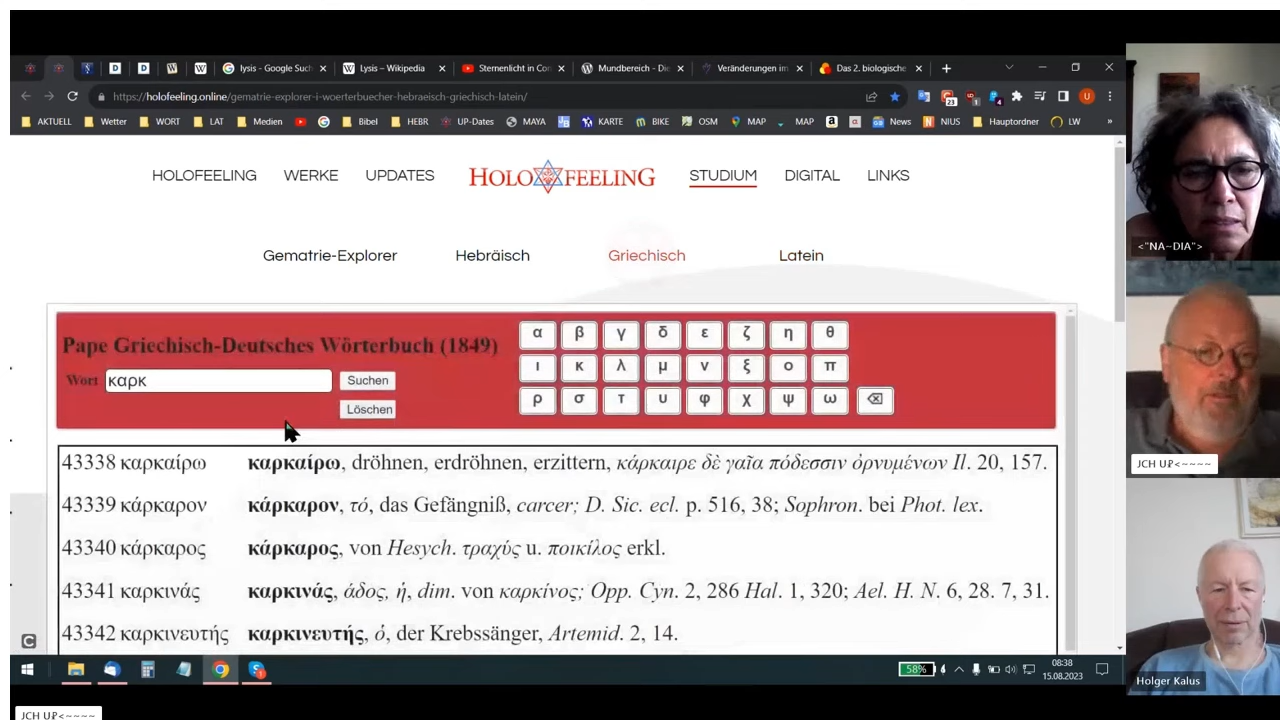 lysis - Google Suc
Lysis – Wikipedia
Sternenlicht in Cor
Mundbereich - Die
Veränderungen im
Das 2. biologische
https://holofeeling.online/gematrie-explorer-i-woerterbuecher-hebraeisch-griechisch-latein/
23
1
4
U
AKTUELL Wetter WORT LAT Medien Bibel HEBR UP-Dates MAYA KARTE BIKE OSM MAP MAP News NIUS Hauptordner LW »
HOLOFEELING WERKE UPDATES HOLOFEELING STUDIUM DIGITAL LINKS
Gematrie-Explorer Hebräisch Griechisch Latein
Pape Griechisch-Deutsches Wörterbuch (1849)
Wort καρκ Suchen
Löschen
α β γ δ ε ζ η θ
ι κ λ μ ν ξ ο π
ρ σ τ υ φ χ ψ ω
43338 καρκαίρω καρκαίρω, dröhnen, erdröhnen, erzittern, κάρκαιρε δὲ γαῖα πόδεσσιν ὀρνυμένων Il. 20, 157.
43339 κάρκαρον κάρκαρον, τό, das Gefängniß, carcer; D. Sic. ecl. p. 516, 38; Sophron. bei Phot. lex.
43340 κάρκαρος κάρκαρος, von Hesych. τραχύς u. ποικίλος erkl.
43341 καρκινάς καρκινάς, άδος, ἡ, dim. von καρκίνος; Opp. Cyn. 2, 286 Hal. 1, 320; Ael. H. N. 6, 28. 7, 31.
43342 καρκινευτής καρκινευτής, ὁ, der Krebssänger, Artemid. 2, 14.
58%
08:38
15.08.2023
<"NA~DIA">
JCH UP<~~~~
Holger Kalus
JCH UP<~~~~